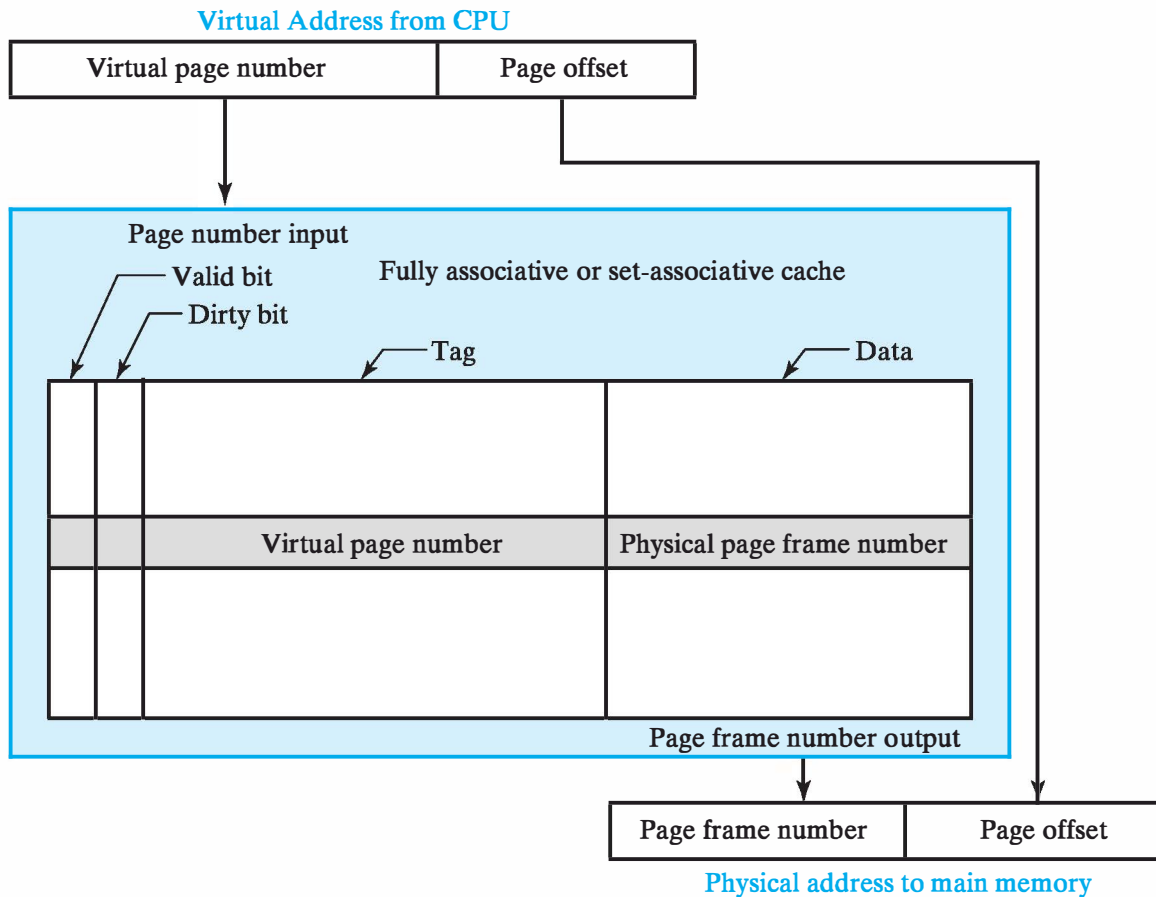 Virtual Address from CPU
Virtual page number
Page offset
Page number input
Valid bit
Fully associative or set-associative cache
Dirty bit
Tag
Data
Virtual page number
Physical page frame number
Page frame number output
Page frame number
Page offset
Physical address to main memory